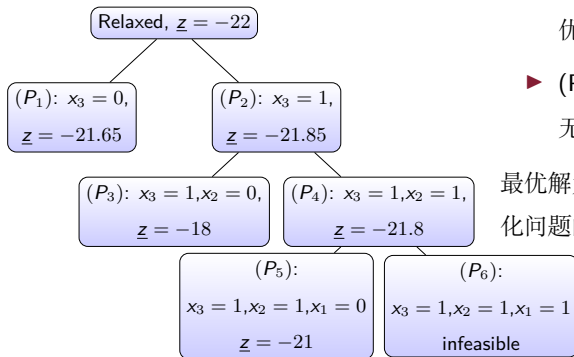 Relaxed, z = −22
(P₁): x₃ = 0,
z = −21.65
(P₂): x₃ = 1,
z = −21.85
(P₃): x₃ = 1,x₂ = 0,
z = −18
(P₄): x₃ = 1,x₂ = 1,
z = −21.8
(P₅):
x₃ = 1,x₂ = 1,x₁ = 0
z = −21
(P₆):
x₃ = 1,x₂ = 1,x₁ = 1
infeasible
优
▶ (P
无
最优解
化问题